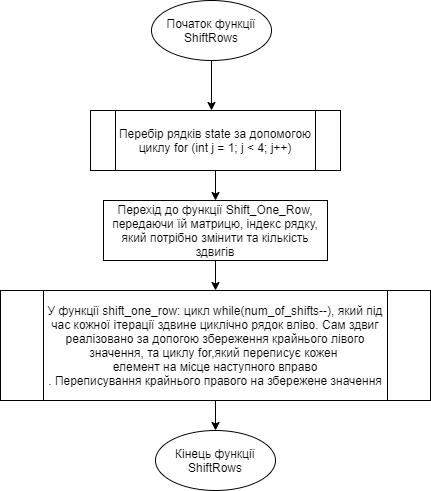 Початок функції
ShiftRows
Перебір рядків state за допомогою
циклу for (int j = 1; j < 4; j++)
Перехід до функції Shift_One_Row,
передаючи їй матрицю, індекс рядку,
який потрібно змінити та кількість
здвигів
У функції shift_one_row: цикл while(num_of_shifts--), який під
час кожної ітерації здвине циклічно рядок вліво. Сам здвиг
реалізовано за допогою збереження крайнього лівого
значення, та циклу for,який переписує кожен
елемент на місце наступного вправо
. Переписування крайнього правого на збережене значення
Кінець функції
ShiftRows